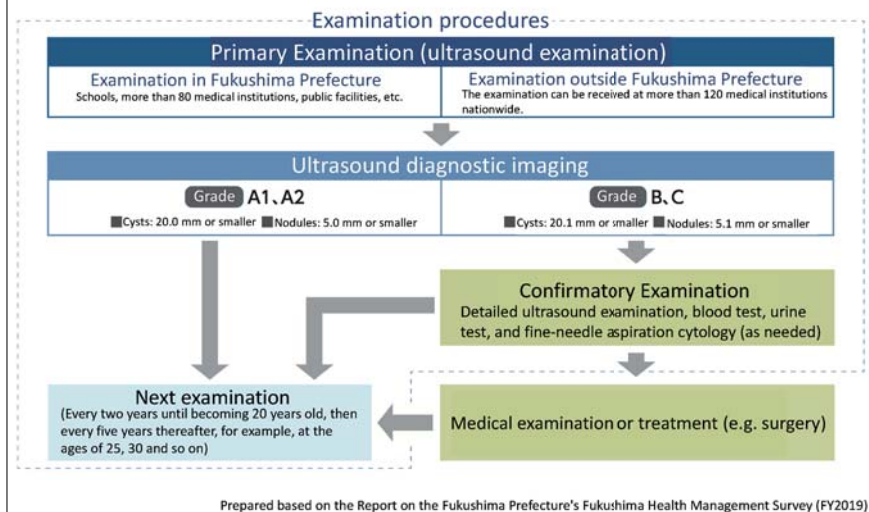 Examination procedures
Primary Examination (ultrasound examination)
Examination in Fukushima Prefecture
Schools, more than 80 medical institutions, public facilities, etc.
Examination outside Fukushima Prefecture
The examination can be received at more than 120 medical institutions
nationwide.
Ultrasound diagnostic imaging
Grade A1、A2
■Cysts: 20.0 mm or smaller ■Nodules: 5.0 mm or smaller
Grade B、C
■Cysts: 20.1 mm or smaller ■Nodules: 5.1 mm or smaller
Confirmatory Examination
Detailed ultrasound examination, blood test, urine
test, and fine-needle aspiration cytology (as needed)
Next examination
(Every two years until becoming 20 years old, then
every five years thereafter, for example, at the
ages of 25, 30 and so on)
Medical examination or treatment (e.g. surgery)
Prepared based on the Report on the Fukushima Prefecture's Fukushima Health Management Survey (FY2019)